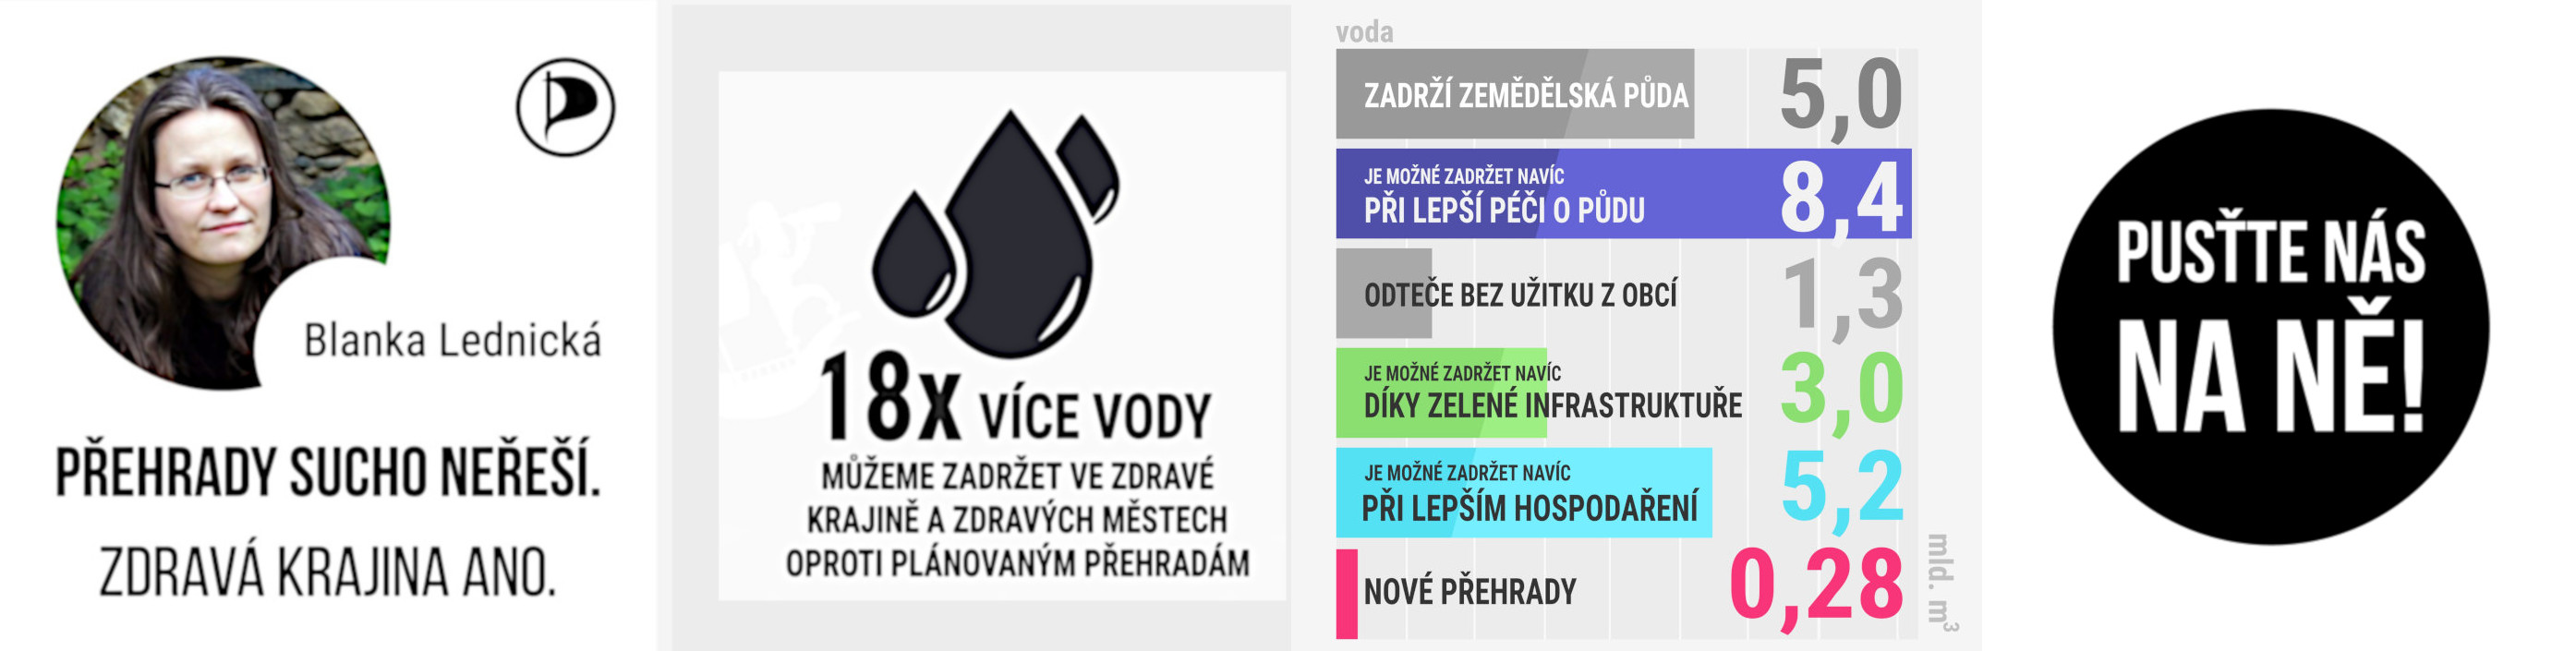 Blanka Lednická
PŘEHRADY SUCHO NEŘEŠÍ.
ZDRAVÁ KRAJINA ANO.
18x VÍCE VODY
MŮŽEME ZADRŽET VE ZDRAVÉ
KRAJINĚ A ZDRAVÝCH MĚSTECH
OPROTI PLÁNOVANÝM PŘEHRADÁM
voda
ZADRŽÍ ZEMĚDĚLSKÁ PŮDA 5,0
JE MOŽNÉ ZADRŽET NAVÍC
PŘI LEPŠÍ PÉČI O PŮDU 8,4
ODTEČE BEZ UŽITKU Z OBCÍ 1,3
JE MOŽNÉ ZADRŽET NAVÍC
DÍKY ZELENÉ INFRASTRUKTUŘE 3,0
JE MOŽNÉ ZADRŽET NAVÍC
PŘI LEPŠÍM HOSPODAŘENÍ 5,2
NOVÉ PŘEHRADY 0,28
mld. m³
PUSŤTE NÁS
NA NĚ!